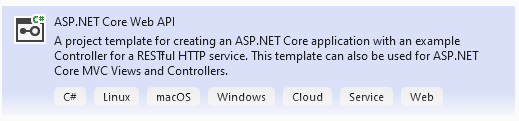 C#
ASP.NET Core Web API
A project template for creating an ASP.NET Core application with an example
Controller for a RESTful HTTP service. This template can also be used for ASP.NET
Core MVC Views and Controllers.
C# Linux macOS Windows Cloud Service Web